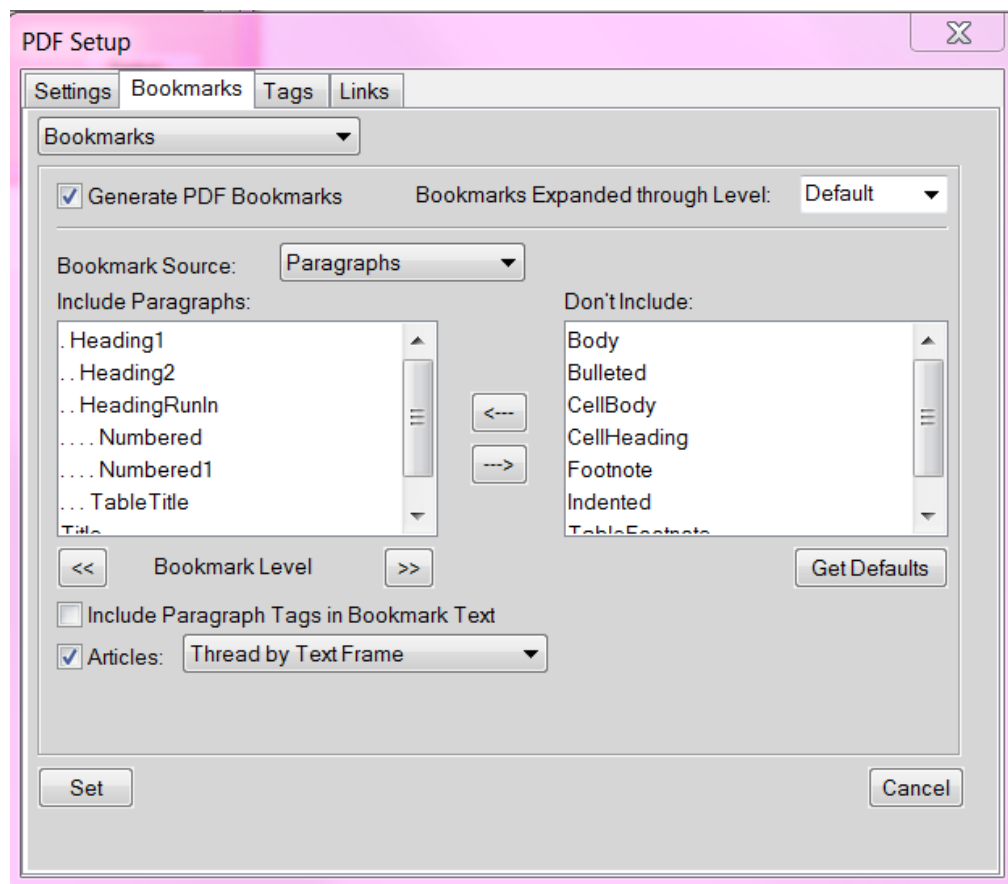 PDF Setup
Settings Bookmarks Tags Links
Bookmarks
Generate PDF Bookmarks Bookmarks Expanded through Level: Default
Bookmark Source: Paragraphs
Include Paragraphs: Don't Include:
. Heading1
. . Heading2
. . HeadingRunIn
. . . . Numbered
. . . . Numbered1
. . . TableTitle
Title
Body
Bulleted
CellBody
CellHeading
Footnote
Indented
TableFootnote
<---
--->
<< Bookmark Level >> Get Defaults
Include Paragraph Tags in Bookmark Text
Articles: Thread by Text Frame
Set Cancel